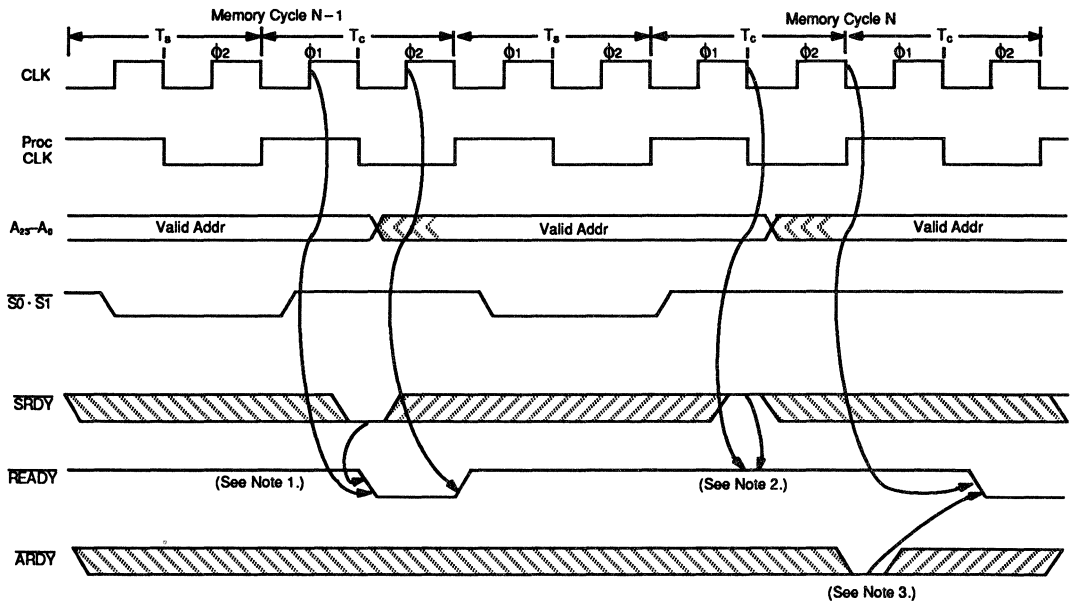 Memory Cycle N-1
Memory Cycle N
Ts Tc Ts Tc Tc
ϕ2 ϕ1 ϕ2 ϕ1 ϕ2 ϕ1 ϕ2 ϕ1 ϕ2
CLK
Proc
CLK
A23–A0 Valid Addr Valid Addr Valid Addr
S0 · S1
SRDY
READY
(See Note 1.) (See Note 2.)
ARDY
(See Note 3.)